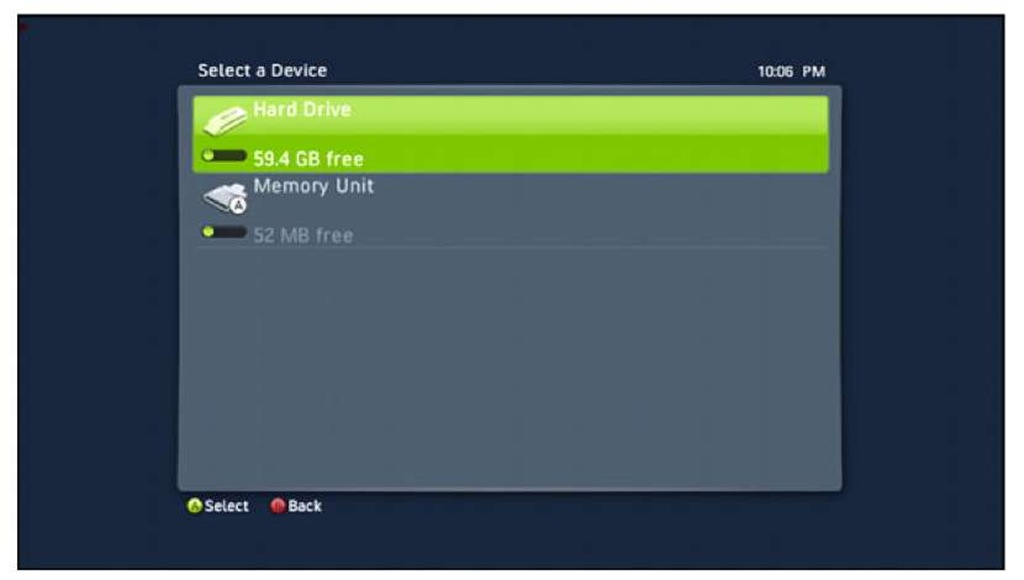 Select a Device
10:06 PM
Hard Drive
59.4 GB free
Memory Unit
A
52 MB free
A Select
B Back